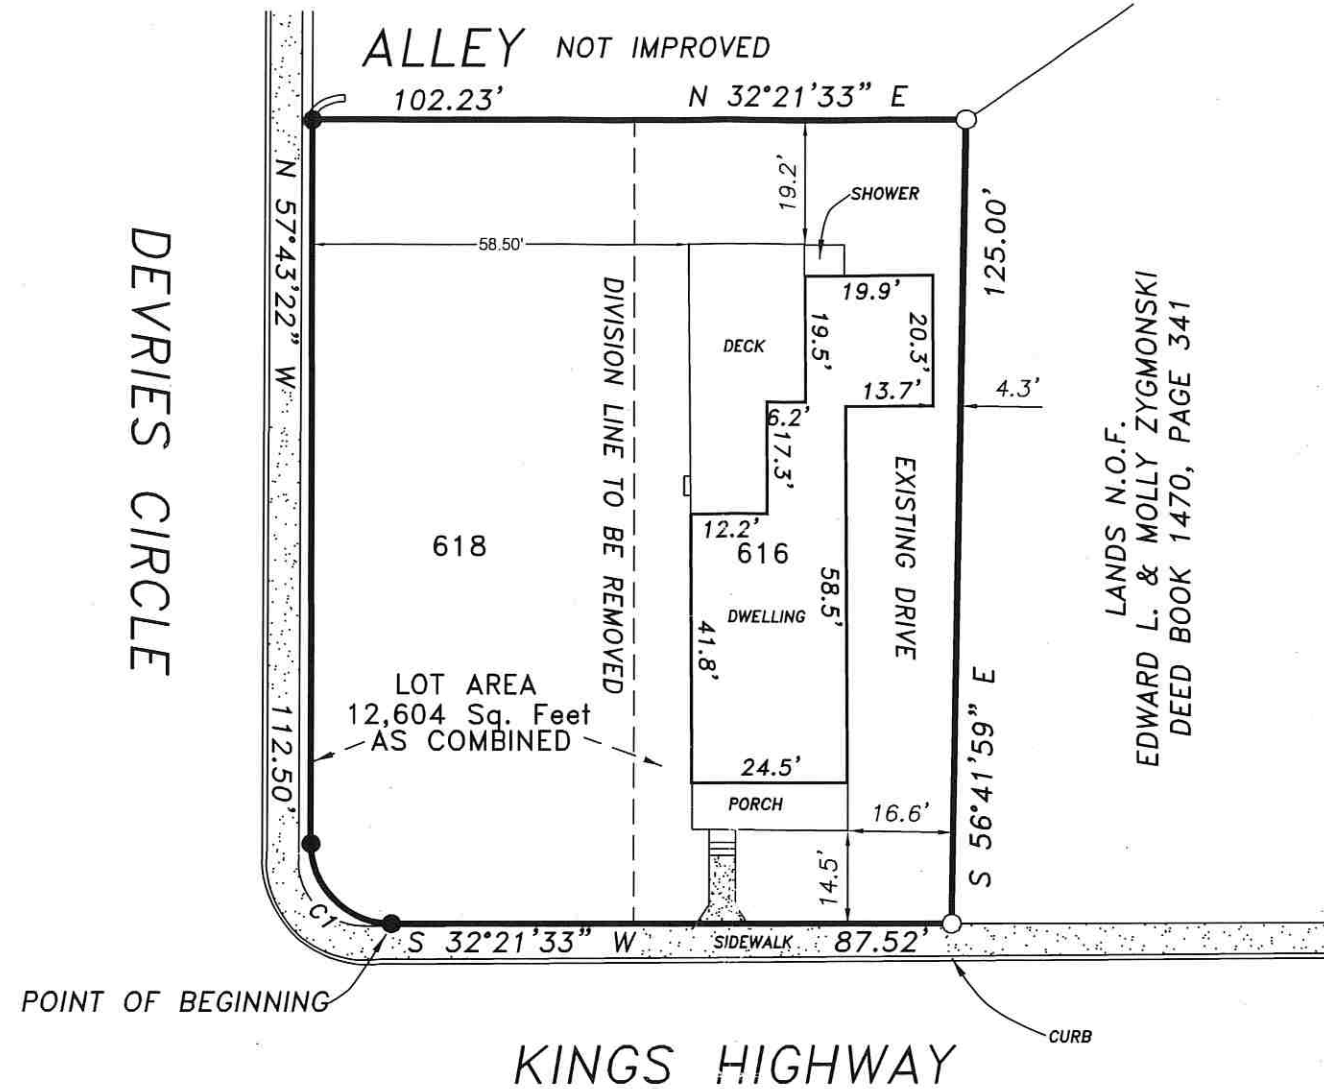 ALLEY NOT IMPROVED
102.23' N 32°21'33" E
N 57°43'22" W
112.50'
DEVRIES CIRCLE
19.2'
SHOWER
58.50'
125.00'
S 56°41'59" E
DIVISION LINE TO BE REMOVED
DECK
19.9'
19.5'
20.3'
13.7'
4.3'
6.2'
17.3'
12.2'
618
616
DWELLING
58.5'
41.8'
EXISTING DRIVE
LANDS N.O.F.
EDWARD L. & MOLLY ZYGMONSKI
DEED BOOK 1470, PAGE 341
LOT AREA
12,604 Sq. Feet
AS COMBINED
24.5'
PORCH
16.6'
14.5'
C1
S 32°21'33" W SIDEWALK 87.52'
POINT OF BEGINNING
CURB
KINGS HIGHWAY